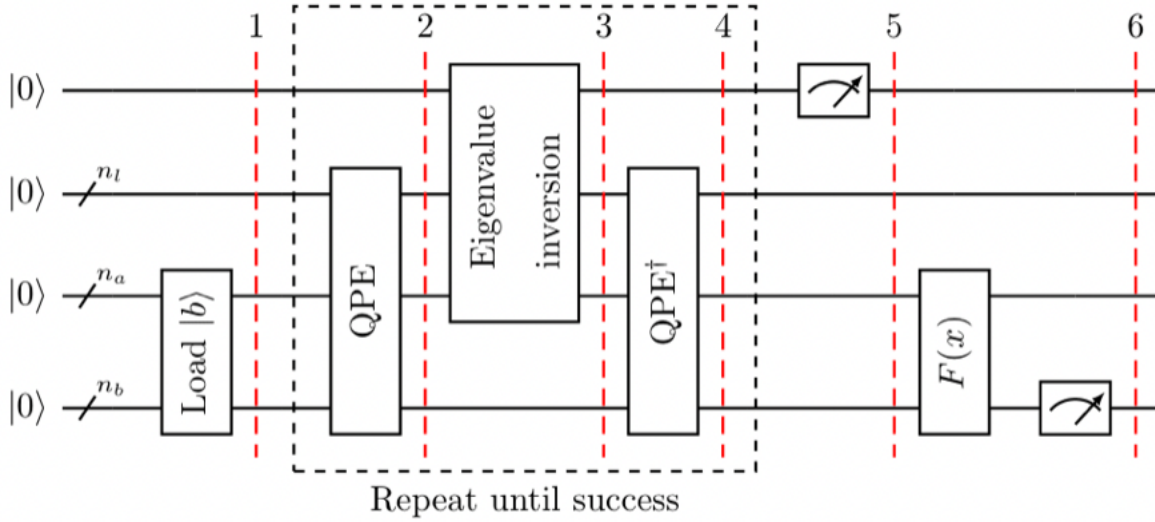 1 2 3 4 5 6
|0⟩
|0⟩ n_l
|0⟩ n_a
|0⟩ n_b
Load |b⟩
QPE
Eigenvalue
inversion
QPE†
F(x)
Repeat until success